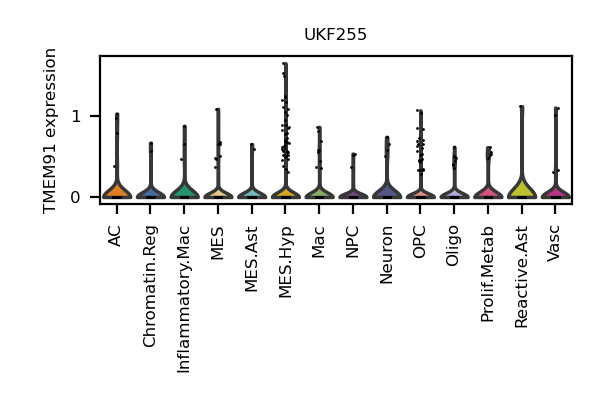 UKF255
TMEM91 expression
1
0
AC
Chromatin.Reg
Inflammatory.Mac
MES
MES.Ast
MES.Hyp
Mac
NPC
Neuron
OPC
Oligo
Prolif.Metab
Reactive.Ast
Vasc